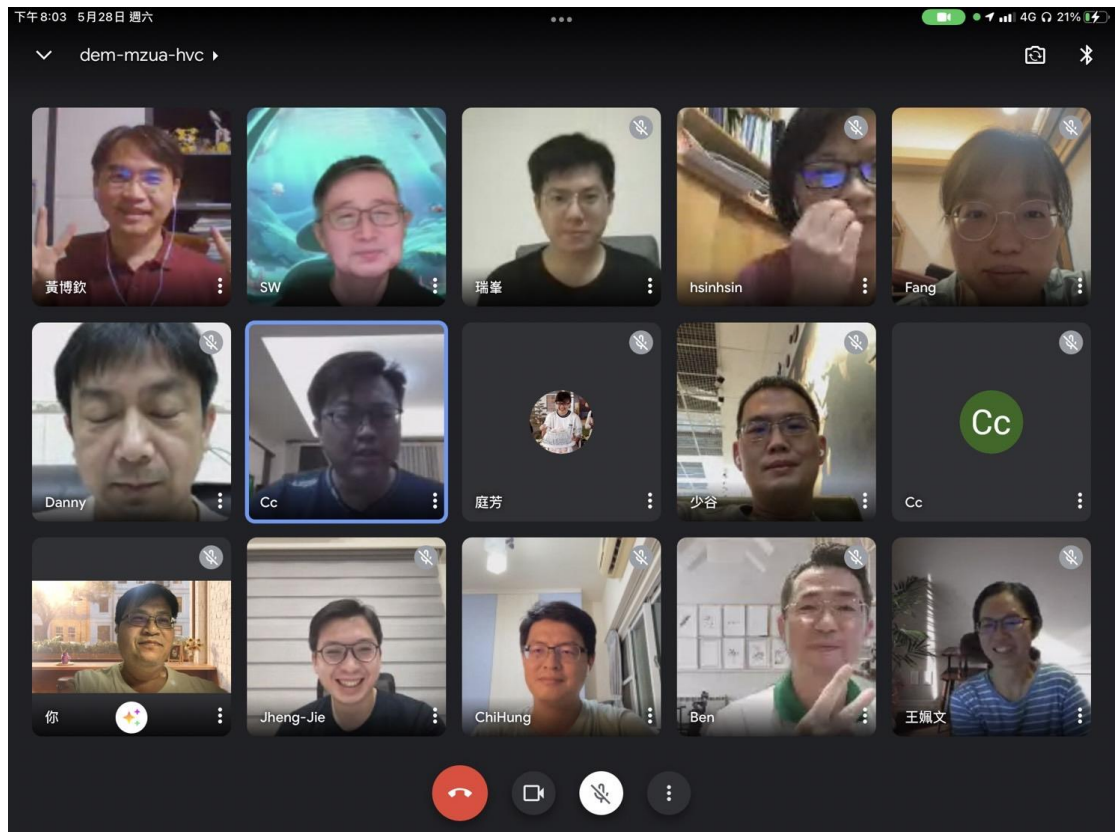 下午8:03 5月28日 週六
4G 21%
dem-mzua-hvc
黃博欽
SW
瑞峯
hsinhsin
Fang
Danny
Cc
庭芳
少谷
Cc
Cc
你
Jheng-Jie
ChiHung
Ben
王姵文